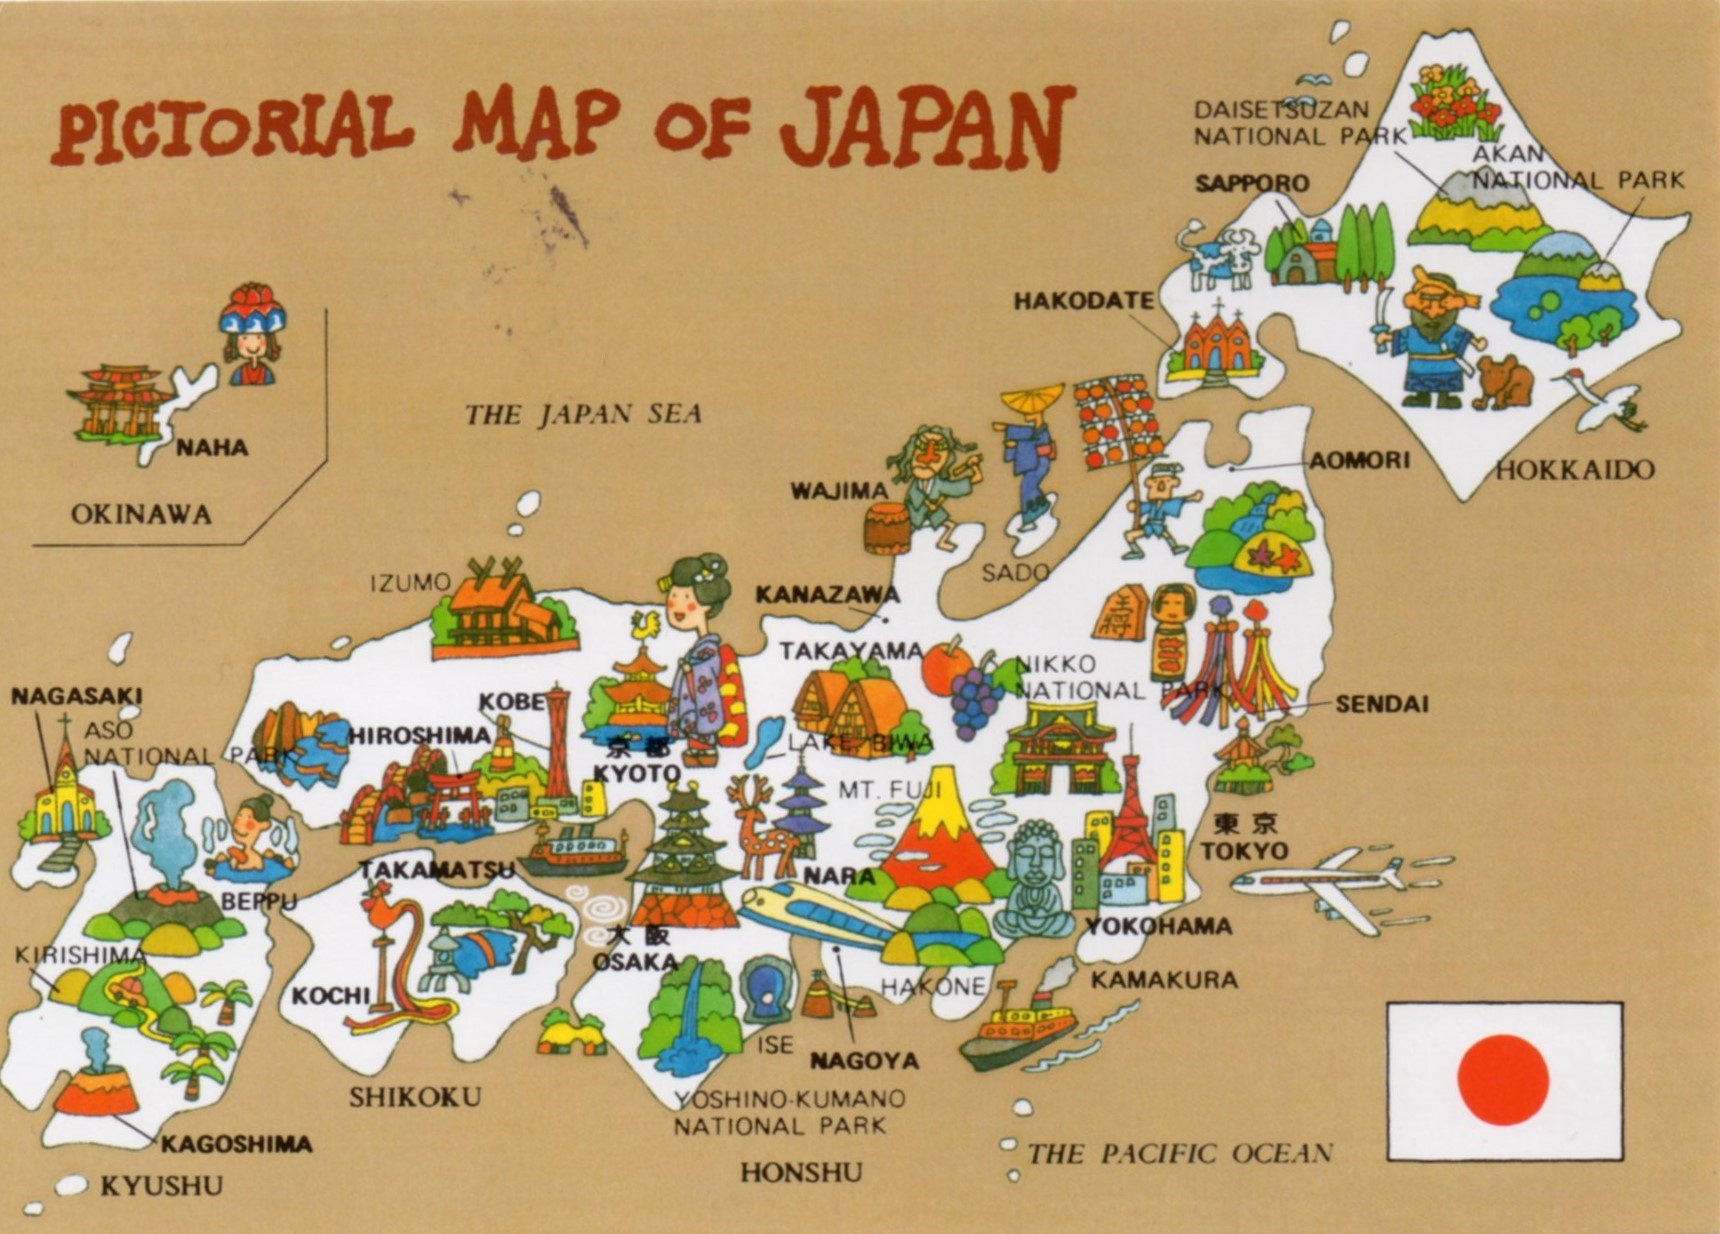 PICTORIAL MAP OF JAPAN
DAISETSUZAN
NATIONAL PARK
AKAN
NATIONAL PARK
SAPPORO
HAKODATE
THE JAPAN SEA
NAHA
OKINAWA
AOMORI
HOKKAIDO
WAJIMA
SADO
IZUMO
KANAZAWA
TAKAYAMA
NIKKO
NATIONAL PARK
SENDAI
NAGASAKI
ASO
NATIONAL PARK
KOBE
HIROSHIMA
京都
KYOTO
LAKE BIWA
MT. FUJI
東京
TOKYO
TAKAMATSU
NARA
BEPPU
YOKOHAMA
大阪
OSAKA
KIRISHIMA
KOCHI
HAKONE
KAMAKURA
ISE
NAGOYA
SHIKOKU
YOSHINO-KUMANO
NATIONAL PARK
KAGOSHIMA
THE PACIFIC OCEAN
HONSHU
KYUSHU